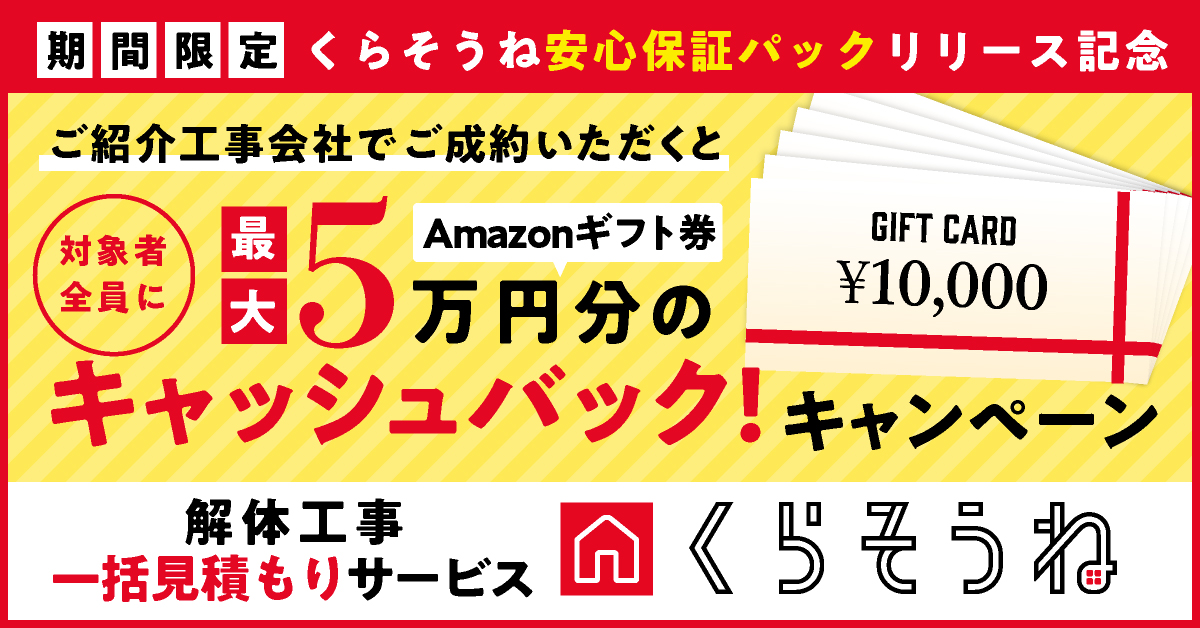 期間限定 くらそうね安心保証パックリリース記念
ご紹介工事会社でご成約いただくと
対象者
全員に
最大5万円分の
Amazonギフト券
キャッシュバック!キャンペーン
GIFT CARD
¥10,000
解体工事
一括見積もりサービス
くらそうね